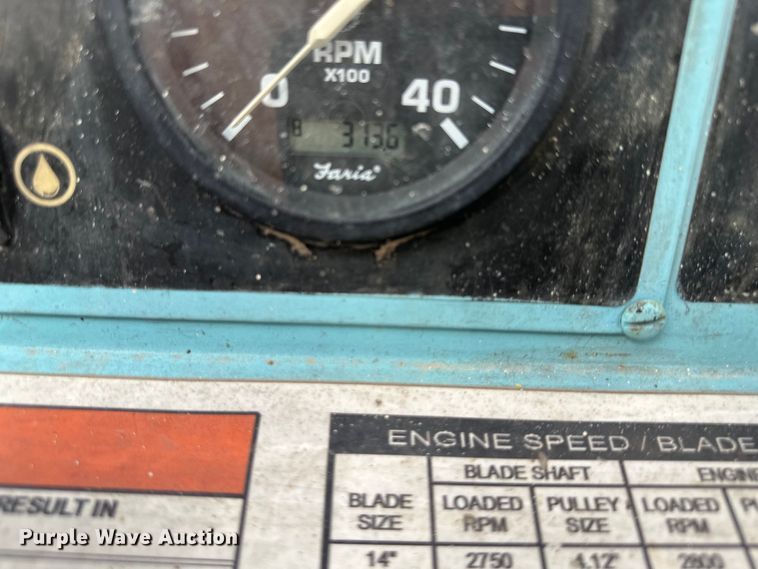 RPM
X100
0
40
313.6
Faria®
ENGINE SPEED / BLADE
BLADE SHAFT
BLADE SIZE LOADED RPM PULLEY SIZE LOADED RPM
14" 2750 4.12" 2800
RESULT IN
Purple Wave Auction